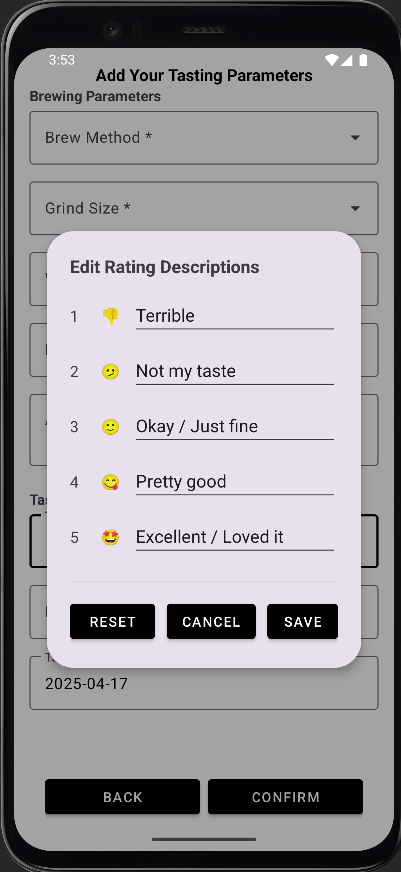 3:53
Add Your Tasting Parameters
Brewing Parameters
Brew Method *
Grind Size *
Edit Rating Descriptions
1 👎 Terrible
2 🫤 Not my taste
3 🙂 Okay / Just fine
4 😋 Pretty good
5 🤩 Excellent / Loved it
RESET CANCEL SAVE
2025-04-17
BACK CONFIRM